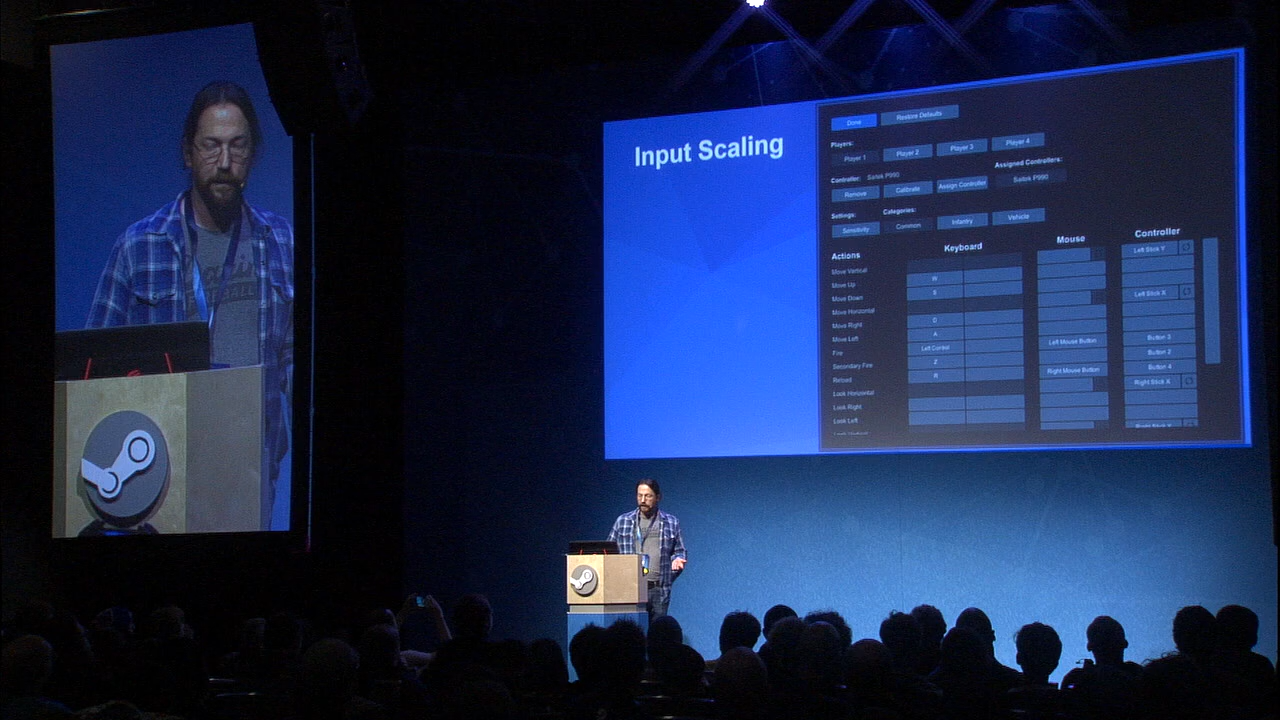 Input Scaling
Done Restore Defaults
Players:
Player 1 Player 2 Player 3 Player 4
Controller: Saitek P990
Assigned Controllers:
Remove Calibrate Assign Controller Saitek P990
Settings: Categories:
Sensitivity Common Infantry Vehicle
Actions Keyboard Mouse Controller
Move Vertical Left Stick Y
Move Up W
Move Down S
Move Horizontal Left Stick X
Move Right D
Move Left A
Fire Left Control Left Mouse Button Button 3
Secondary Fire Z Button 2
Reload R Right Mouse Button Button 4
Look Horizontal Right Stick X
Look Right
Look Left
Right Stick Y